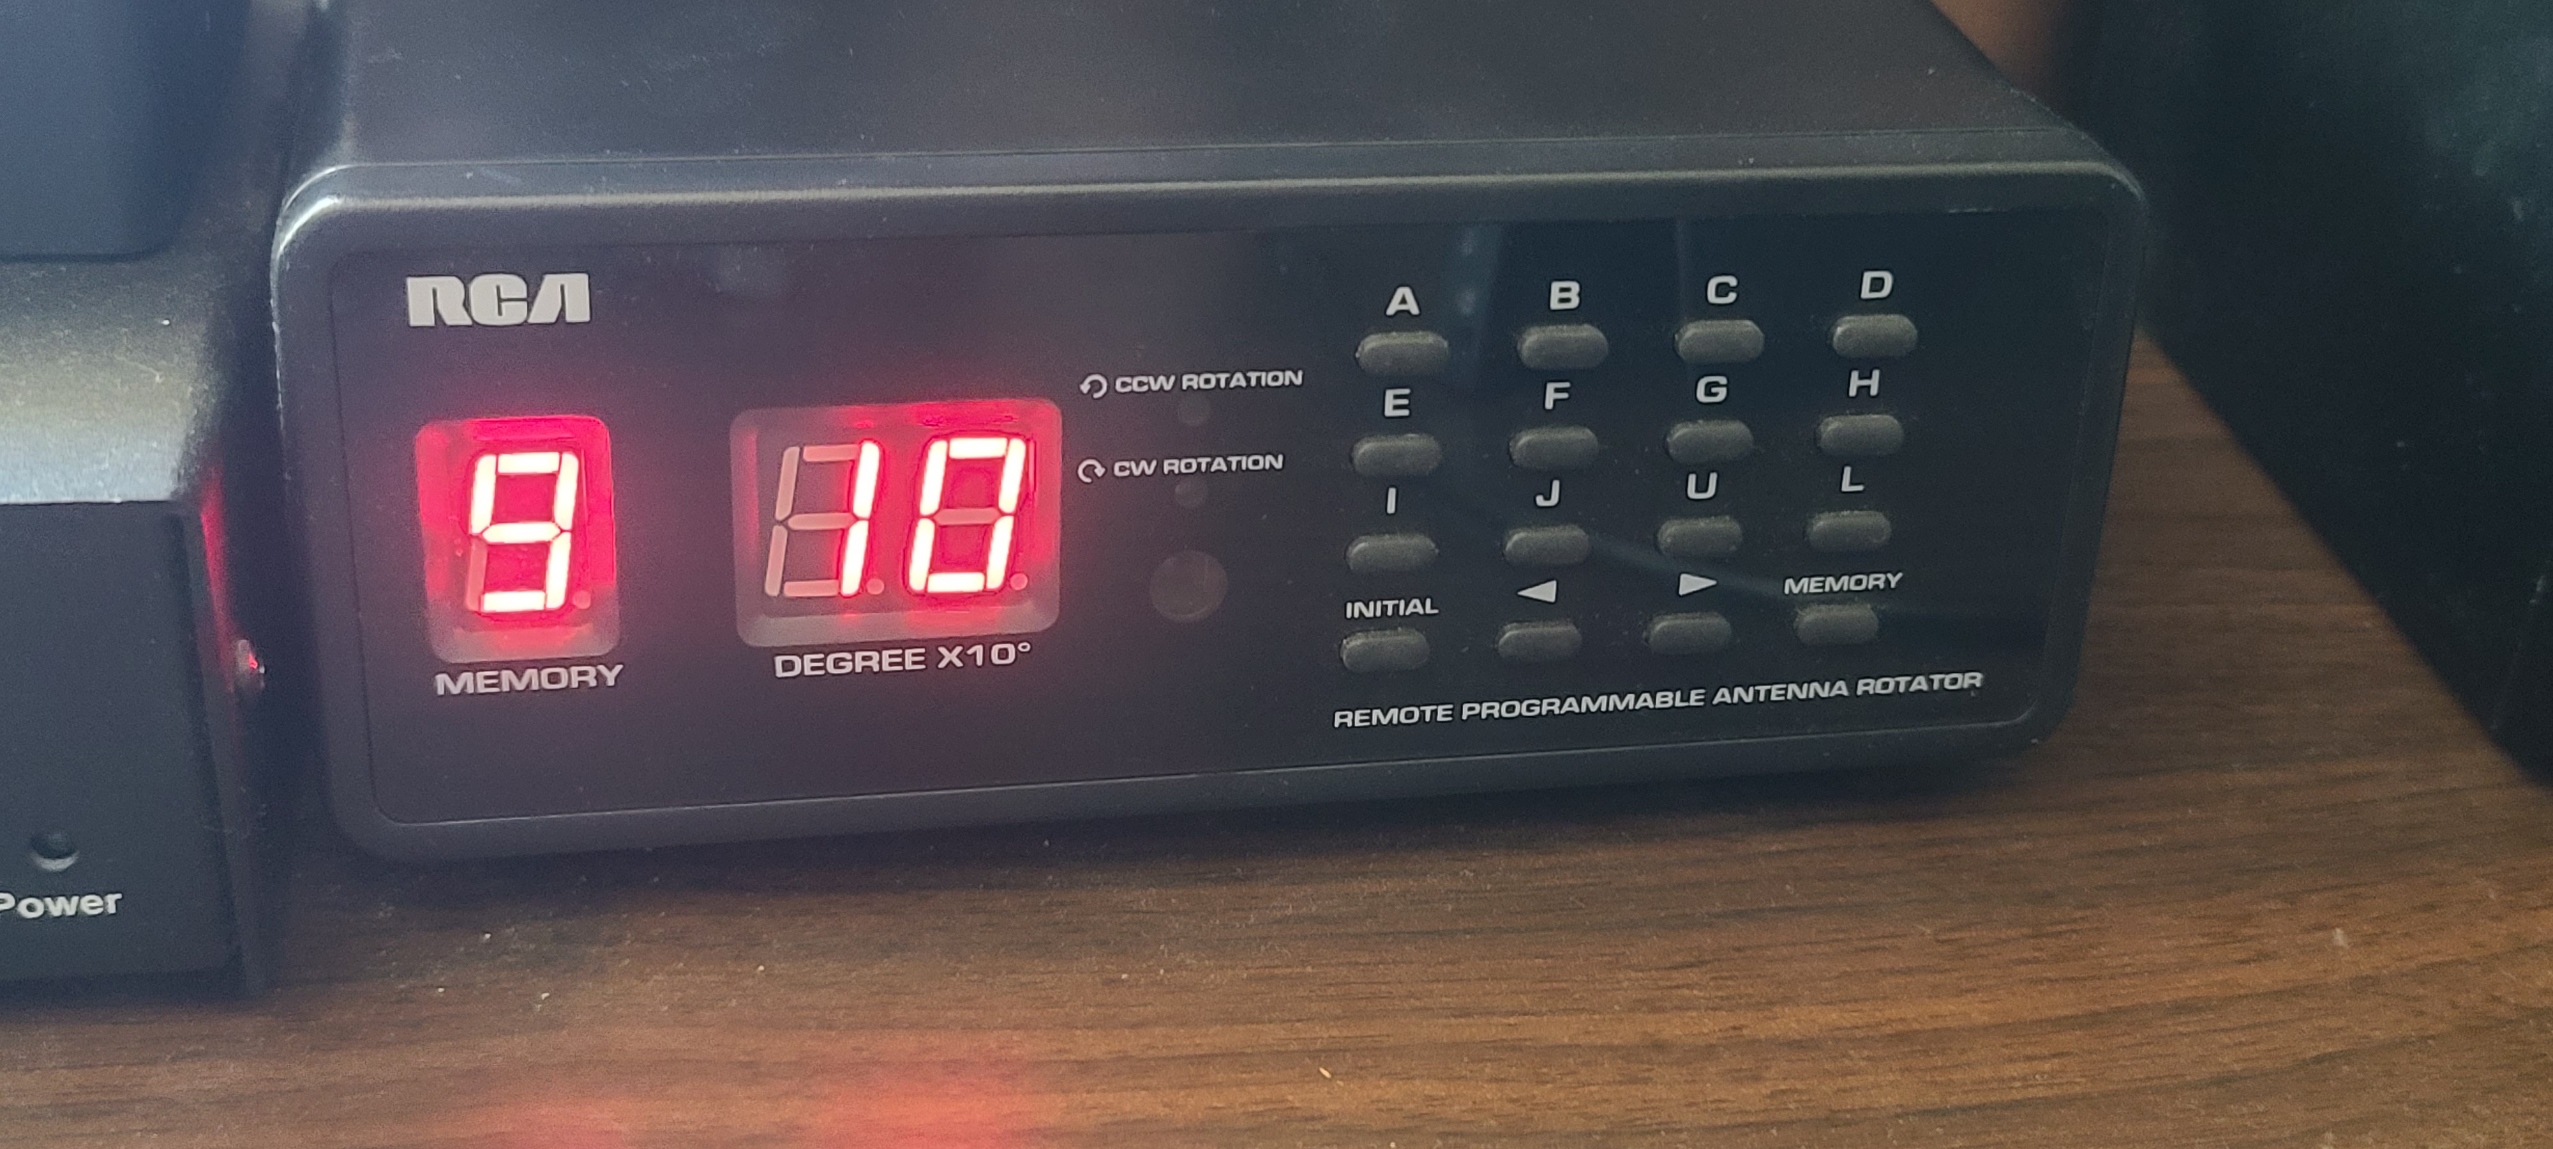 RCA
A B C D
CCW ROTATION
E F G H
CW ROTATION
9 10
I J U L
INITIAL MEMORY
MEMORY DEGREE X10°
REMOTE PROGRAMMABLE ANTENNA ROTATOR
Power